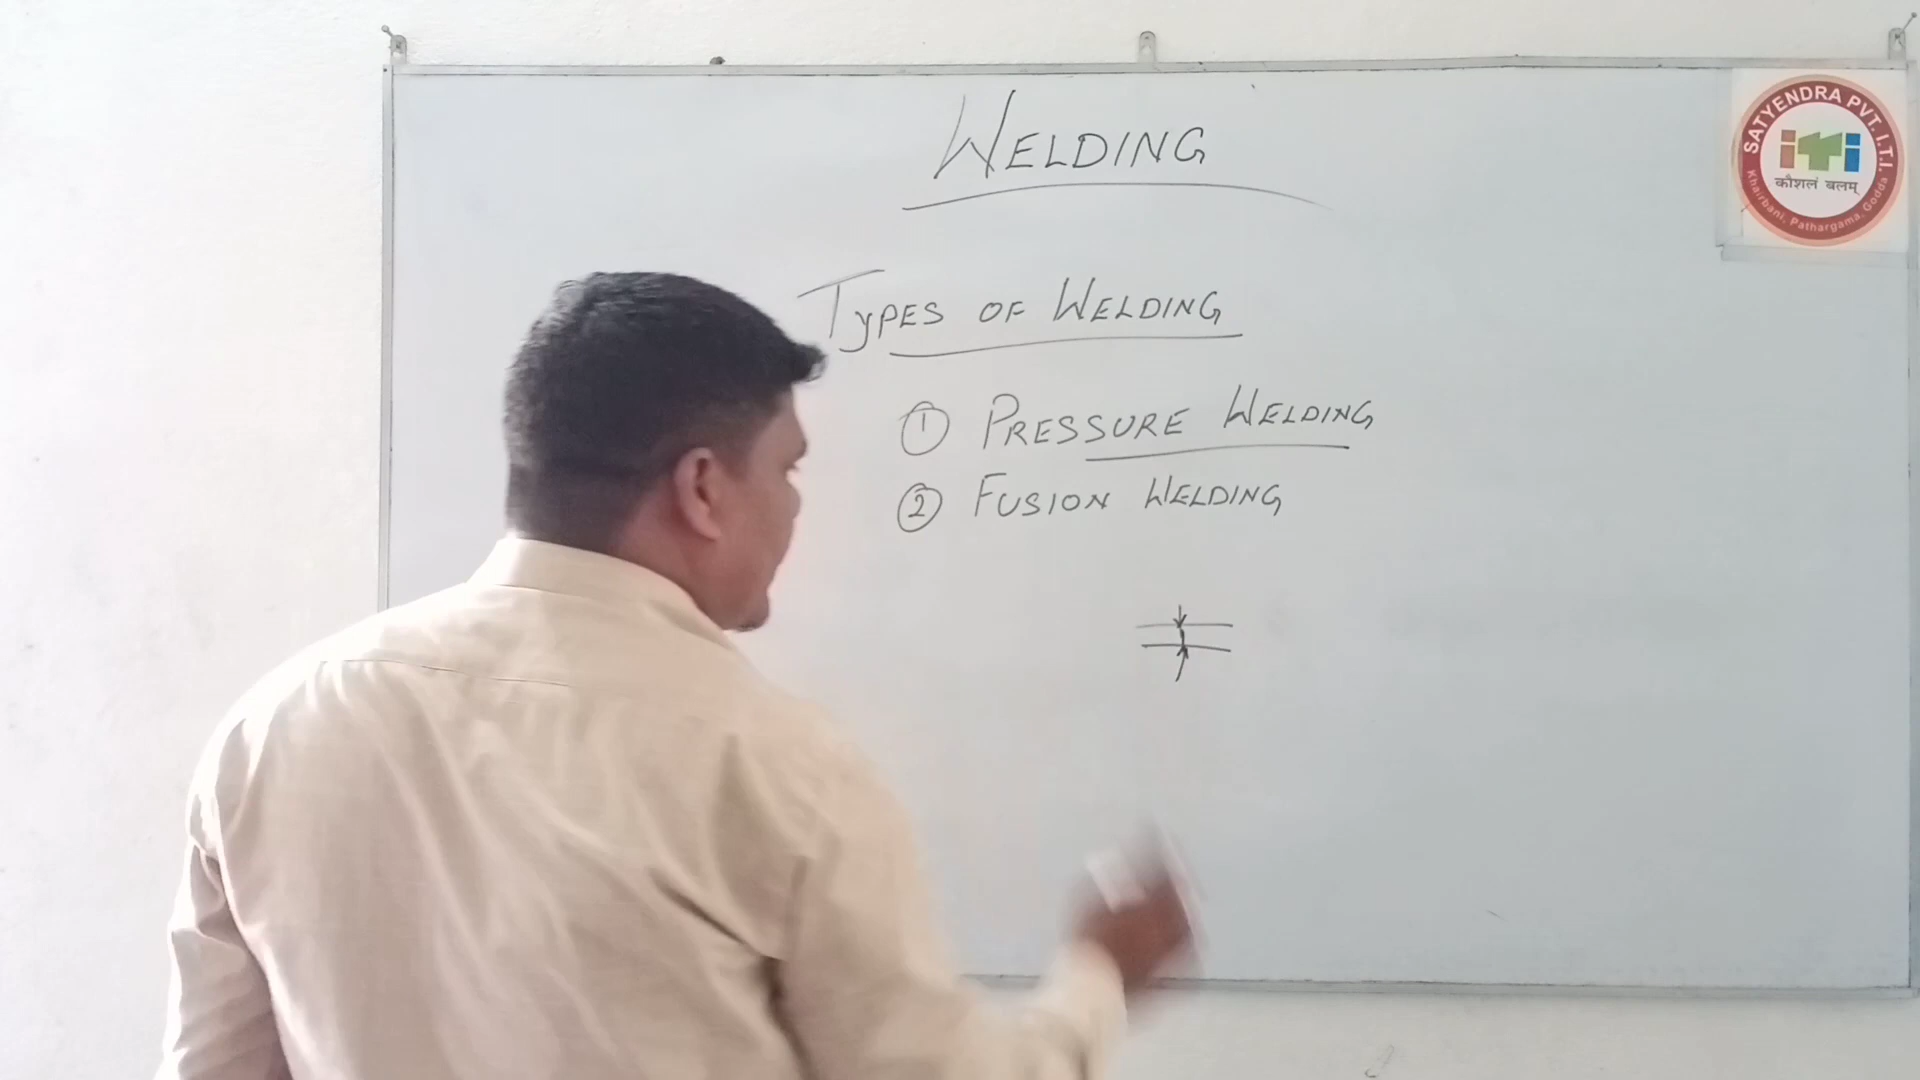 WELDING
SATYENDRA PVT. I.T.I.
iTi
कौशलं बलम्
Khairbani, Pathargama, Godda
TYPES OF WELDING
① PRESSURE WELDING
② FUSION WELDING